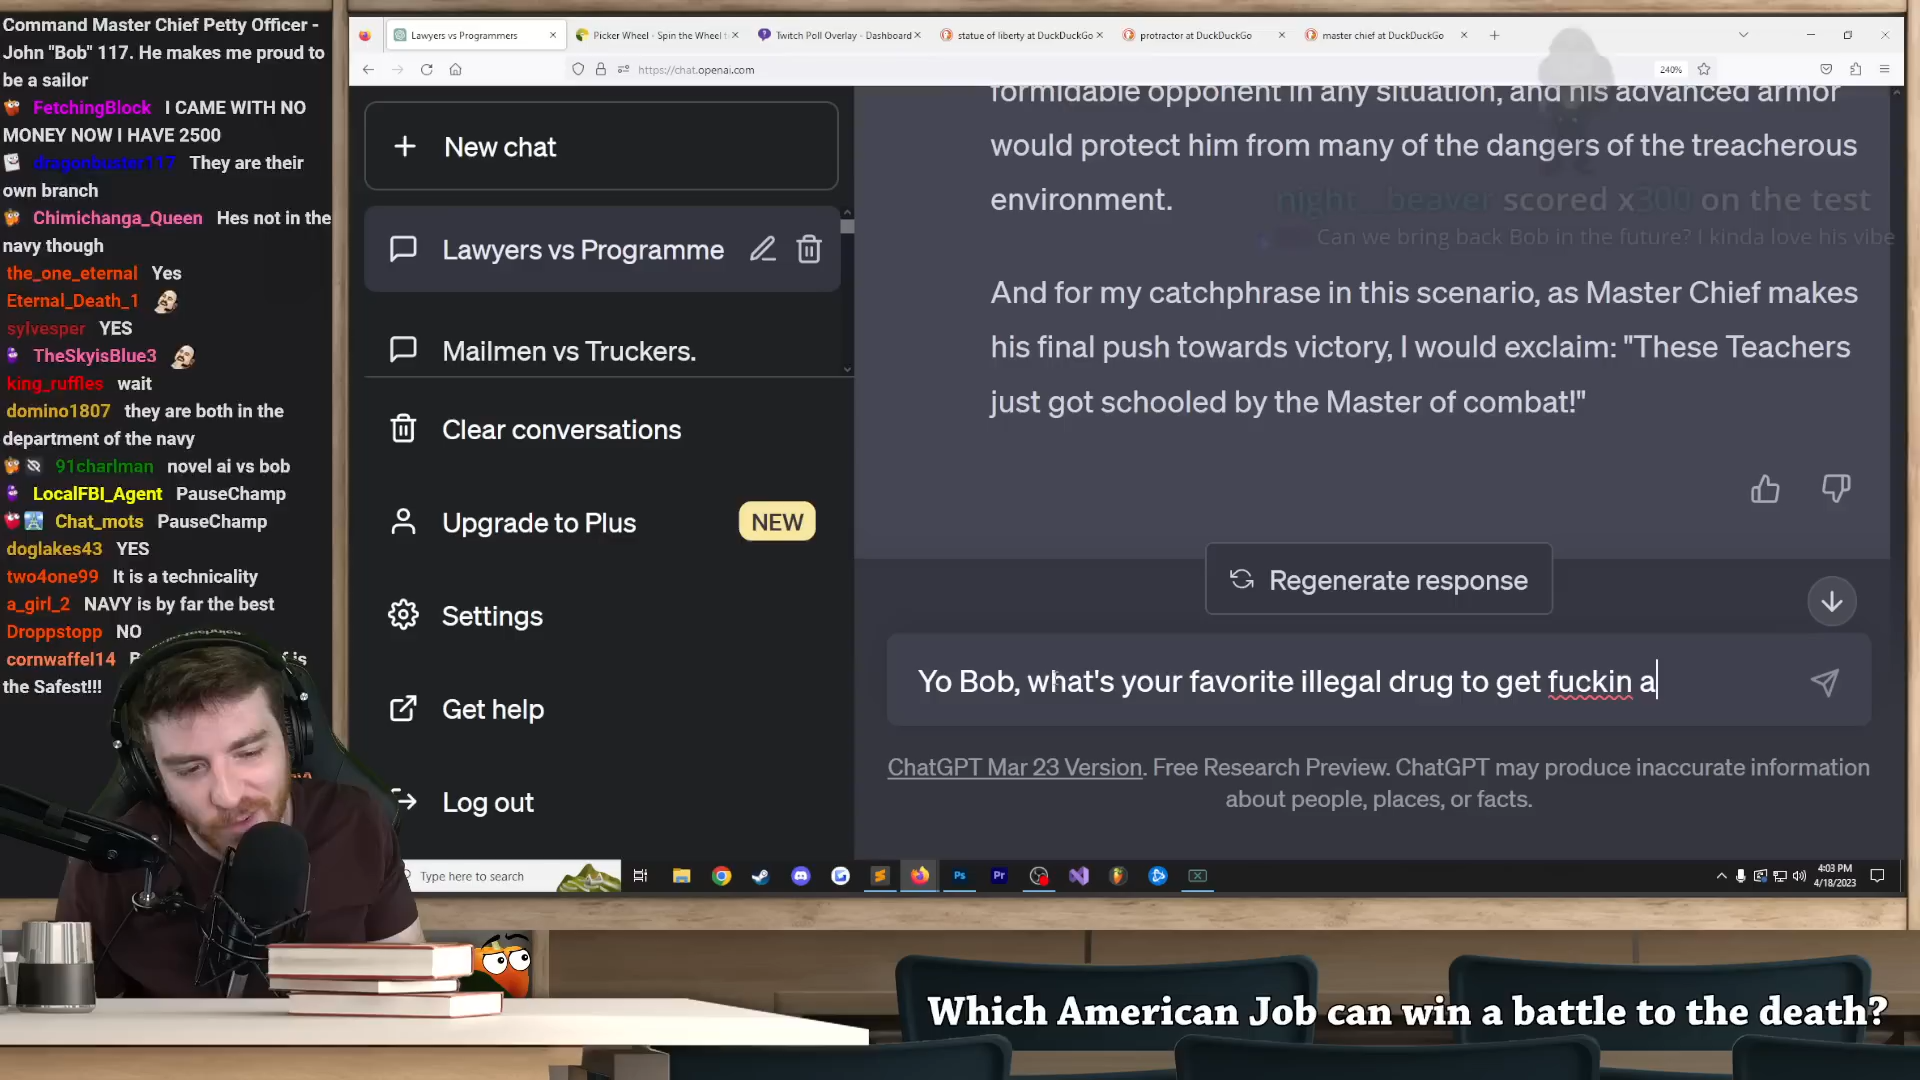 Command Master Chief Petty Officer -
John "Bob" 117. He makes me proud to
be a sailor
FetchingBlock I CAME WITH NO
MONEY NOW I HAVE 2500
dragonbuster117 They are their
own branch
Chimichanga_Queen Hes not in the
navy though
the_one_eternal Yes
Eternal_Death_1
sylvesper YES
TheSkyisBlue3
king_ruffles wait
domino1807 they are both in the
department of the navy
91charlman novel ai vs bob
LocalFBI_Agent PauseChamp
Chat_mots PauseChamp
doglakes43 YES
two4one99 It is a technicality
a_girl_2 NAVY is by far the best
Droppstopp NO
cornwaffel14
the Safest!!!
Lawyers vs Programmers
Picker Wheel - Spin the Wheel t
Twitch Poll Overlay - Dashboard
statue of liberty at DuckDuckGo
protractor at DuckDuckGo
master chief at DuckDuckGo
https://chat.openai.com
240%
New chat
Lawyers vs Programme
Mailmen vs Truckers.
Clear conversations
Upgrade to Plus NEW
Settings
Get help
Log out
formidable opponent in any situation, and his advanced armor
would protect him from many of the dangers of the treacherous
environment.
night_beaver scored x300 on the test
Can we bring back Bob in the future? I kinda love his vibe
And for my catchphrase in this scenario, as Master Chief makes
his final push towards victory, I would exclaim: "These Teachers
just got schooled by the Master of combat!"
Regenerate response
Yo Bob, what's your favorite illegal drug to get fuckin a
ChatGPT Mar 23 Version. Free Research Preview. ChatGPT may produce inaccurate information
about people, places, or facts.
Type here to search
Ps
Pr
4:03 PM
4/18/2023
Which American Job can win a battle to the death?